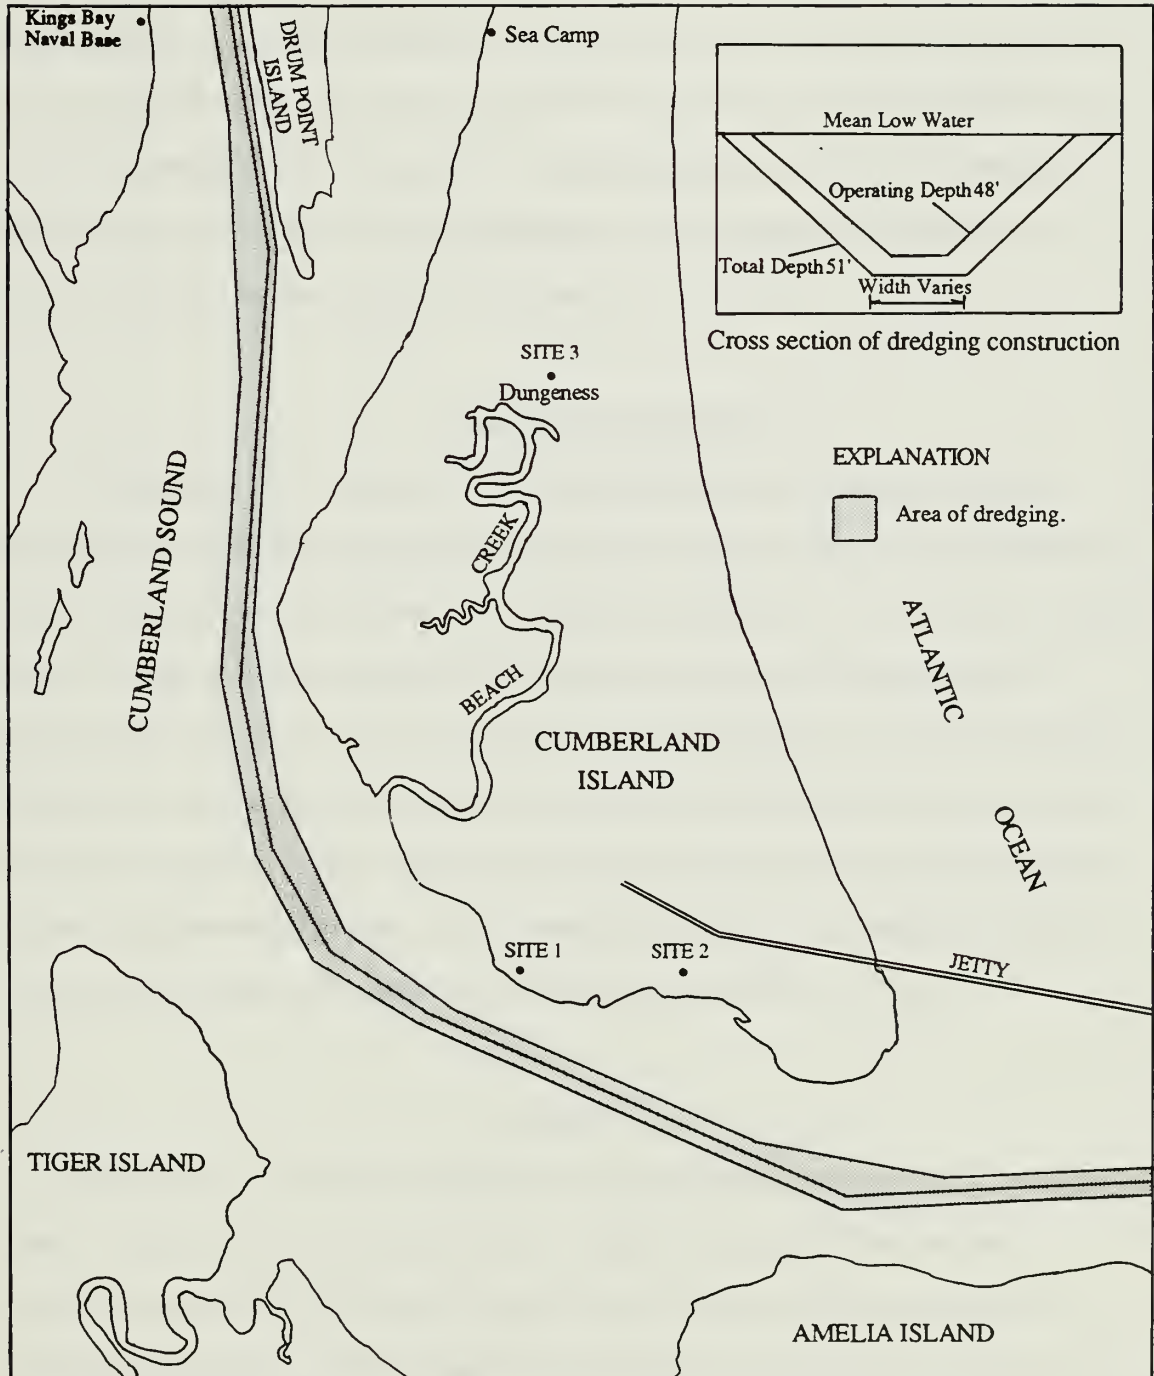 Kings Bay
Naval Base
DRUM POINT
ISLAND
Sea Camp
Mean Low Water
Operating Depth 48'
Total Depth 51'
Width Varies
Cross section of dredging construction
SITE 3
Dungeness
EXPLANATION
Area of dredging.
CUMBERLAND SOUND
CREEK
BEACH
CUMBERLAND
ISLAND
ATLANTIC
OCEAN
SITE 1
SITE 2
JETTY
TIGER ISLAND
AMELIA ISLAND